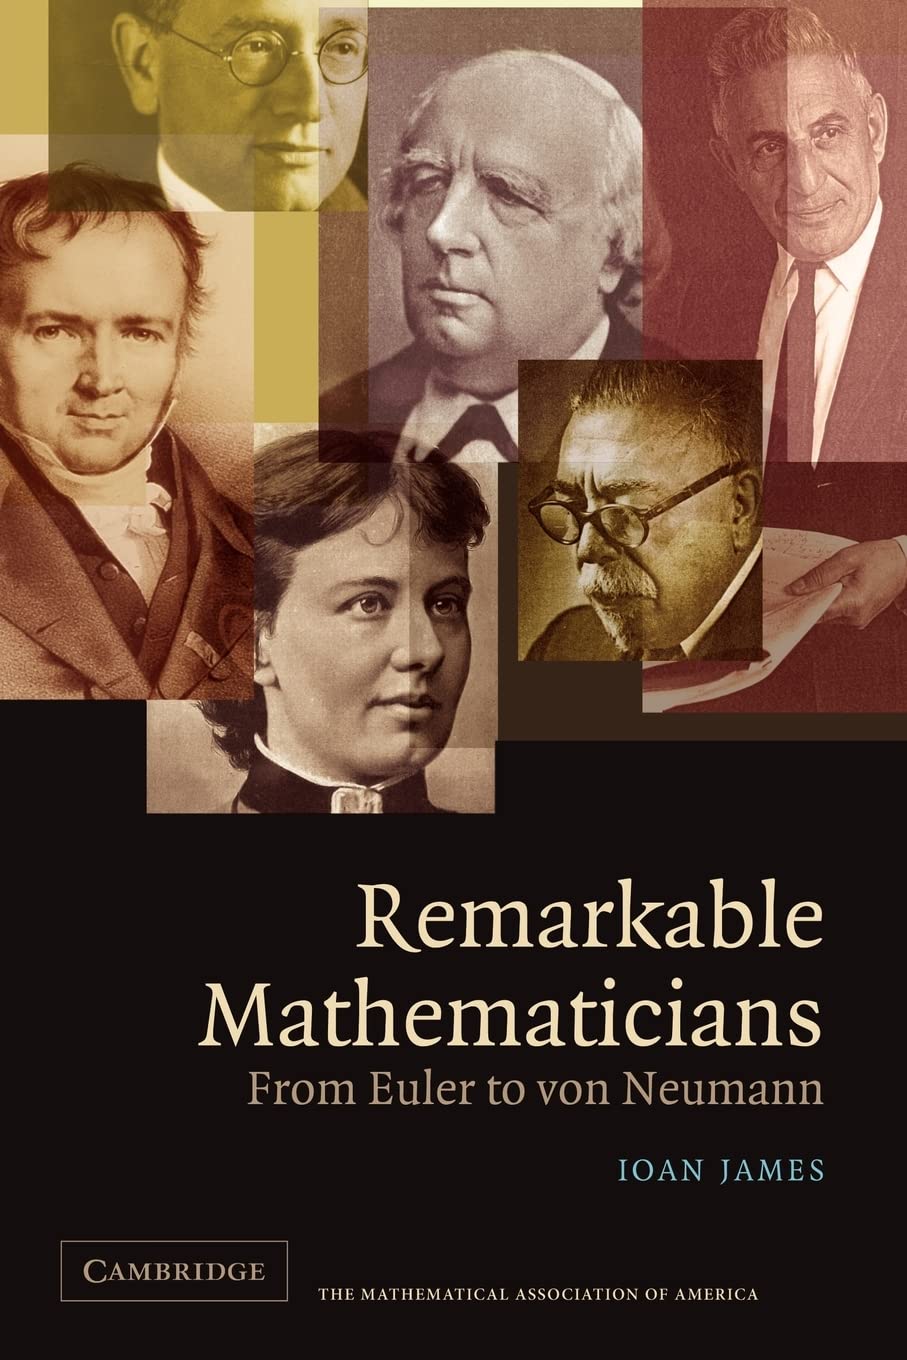 Remarkable
Mathematicians
From Euler to von Neumann
IOAN JAMES
CAMBRIDGE
THE MATHEMATICAL ASSOCIATION OF AMERICA